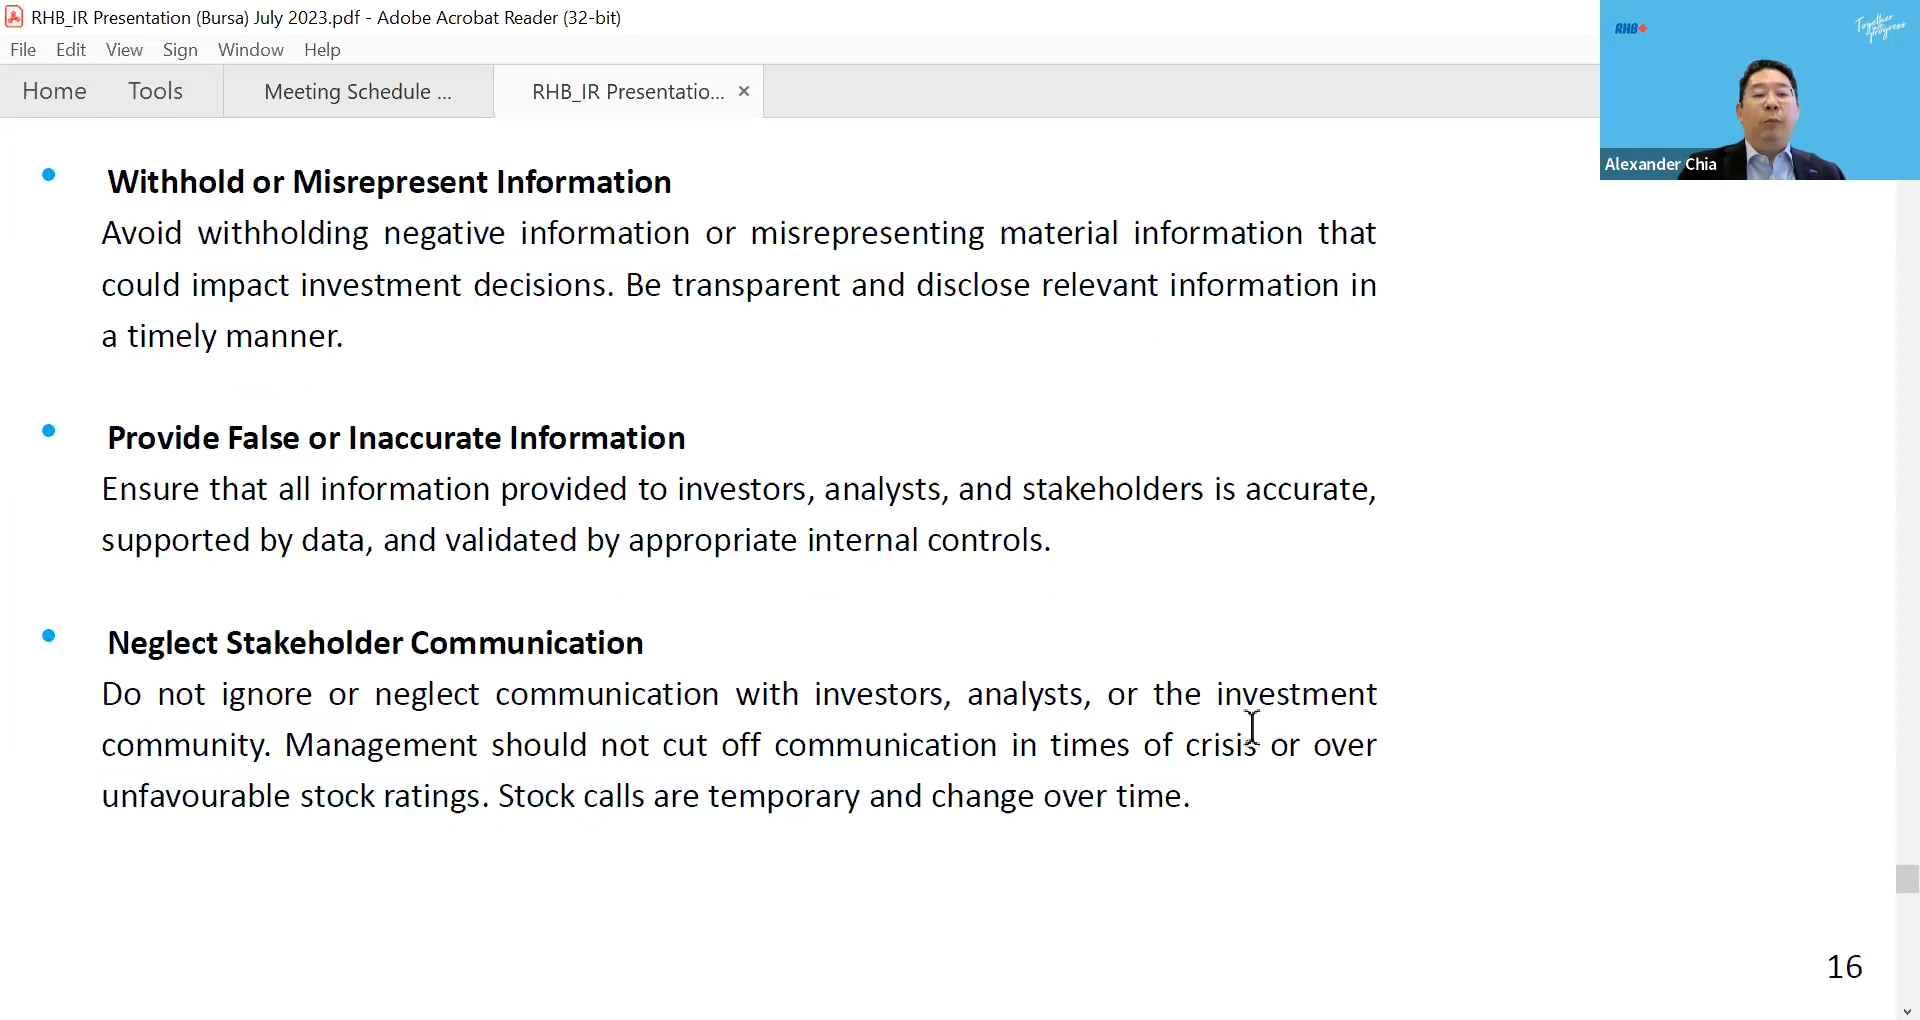 RHB_IR Presentation (Bursa) July 2023.pdf - Adobe Acrobat Reader (32-bit)
File Edit View Sign Window Help
Home Tools Meeting Schedule ... RHB_IR Presentatio... ×
RHB
Together we progress
Alexander Chia
• Withhold or Misrepresent Information
Avoid withholding negative information or misrepresenting material information that
could impact investment decisions. Be transparent and disclose relevant information in
a timely manner.
• Provide False or Inaccurate Information
Ensure that all information provided to investors, analysts, and stakeholders is accurate,
supported by data, and validated by appropriate internal controls.
• Neglect Stakeholder Communication
Do not ignore or neglect communication with investors, analysts, or the investment
community. Management should not cut off communication in times of crisis or over
unfavourable stock ratings. Stock calls are temporary and change over time.
16